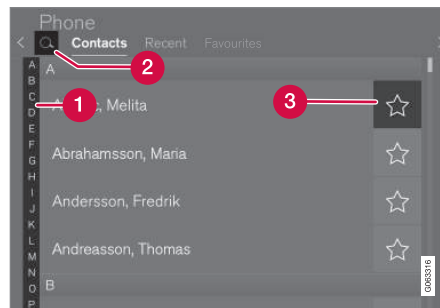 Phone
Contacts Recent Favourites
2
A
B
C
D
E
F
G
H
I
J
K
L
M
N
O
P
A
1
, Melita
3
Abrahamsson, Maria
Andersson, Fredrik
Andreasson, Thomas
B
G063316